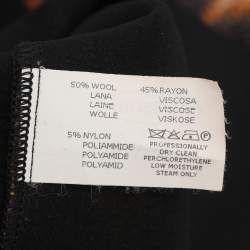 50% WOOL 45% RAYON
LANA VISCOSA
LAINE VISCOSE
WOLLE VISKOSE
5% NYLON
POLIAMMIDE
POLYAMIDE
POLYAMID
PROFESSIONALLY
DRY CLEAN
PERCHLORETHYLENE
LOW MOISTURE
STEAM ONLY